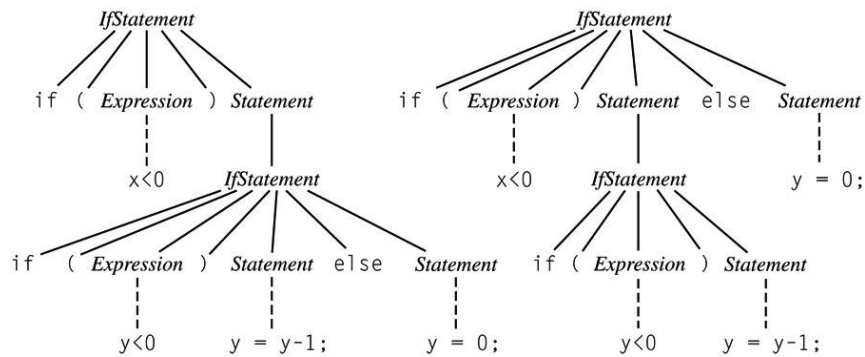 IfStatement IfStatement
if ( Expression ) Statement if ( Expression ) Statement else Statement
x<0 IfStatement x<0 IfStatement y = 0;
if ( Expression ) Statement else Statement if ( Expression ) Statement
y<0 y = y-1; y = 0; y<0 y = y-1;